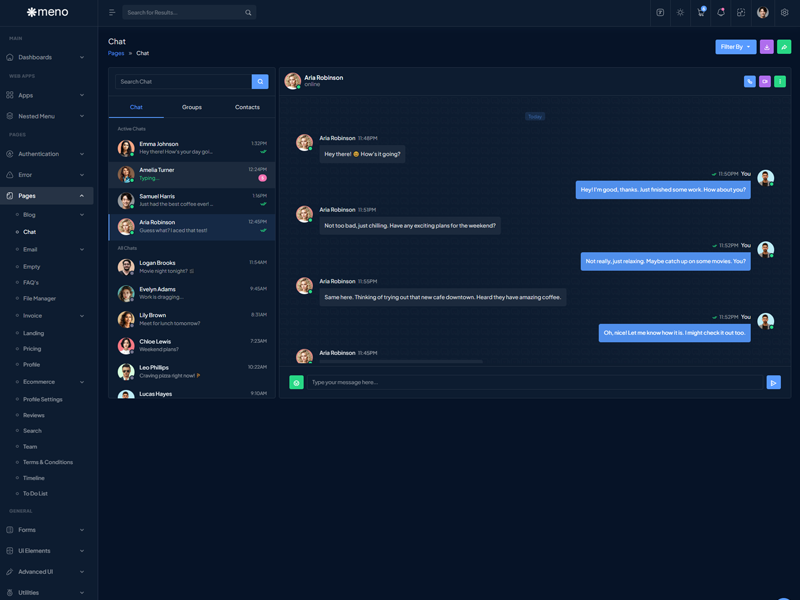 meno
Search for Results...
MAIN
Dashboards
WEB APPS
Apps
Nested Menu
PAGES
Authentication
Error
Pages
Blog
Chat
Email
Empty
FAQ's
File Manager
Invoice
Landing
Pricing
Profile
Ecommerce
Profile Settings
Reviews
Search
Team
Terms & Conditions
Timeline
To Do List
GENERAL
Forms
UI Elements
Advanced UI
Utilities
Chat
Pages » Chat
Filter By
Search Chat
Chat Groups Contacts
Active Chats
Emma Johnson 1:32PM
Hey there! How's your day goi...
Amelia Turner 12:24PM
Typing...
Samuel Harris 1:16PM
Just had the best coffee ever! ...
Aria Robinson 12:45PM
Guess what? I aced that test!
All Chats
Logan Brooks 11:54AM
Movie night tonight?
Evelyn Adams 9:45AM
Work is dragging...
Lily Brown 8:31AM
Meet for lunch tomorrow?
Chloe Lewis 7:23AM
Weekend plans?
Leo Phillips 10:22AM
Craving pizza right now!
Lucas Hayes 9:10AM
Aria Robinson
online
Today
Aria Robinson 11:48PM
Hey there! 😊 How's it going?
11:50PM You
Hey! I'm good, thanks. Just finished some work. How about you?
Aria Robinson 11:51PM
Not too bad, just chilling. Have any exciting plans for the weekend?
11:52PM You
Not really, just relaxing. Maybe catch up on some movies. You?
Aria Robinson 11:55PM
Same here. Thinking of trying out that new cafe downtown. Heard they have amazing coffee.
11:52PM You
Oh, nice! Let me know how it is. I might check it out too.
Aria Robinson 11:45PM
Type your message here...